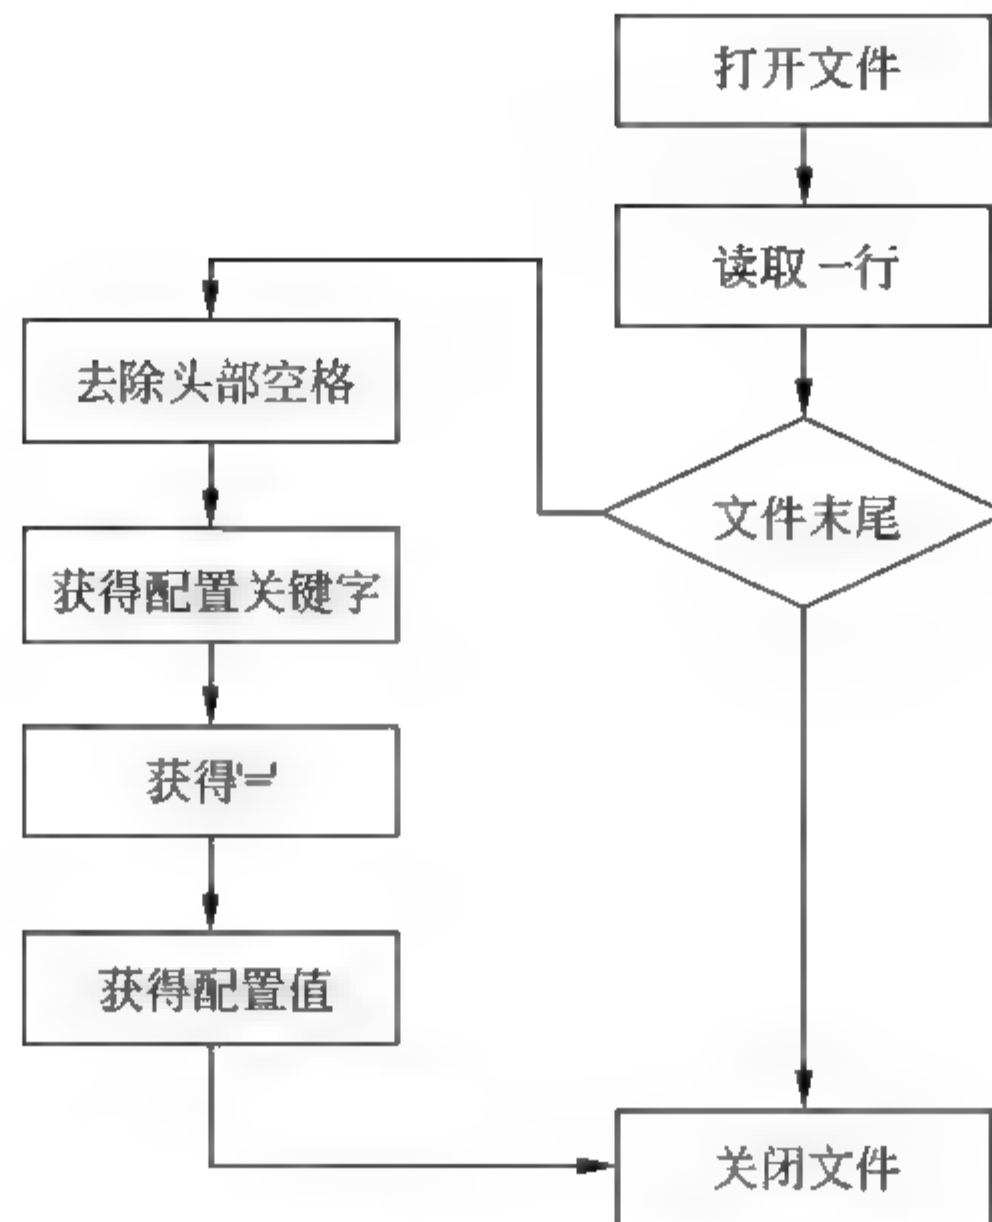 打开文件
读取一行
去除头部空格
文件末尾
获得配置关键字
获得'='
获得配置值
关闭文件